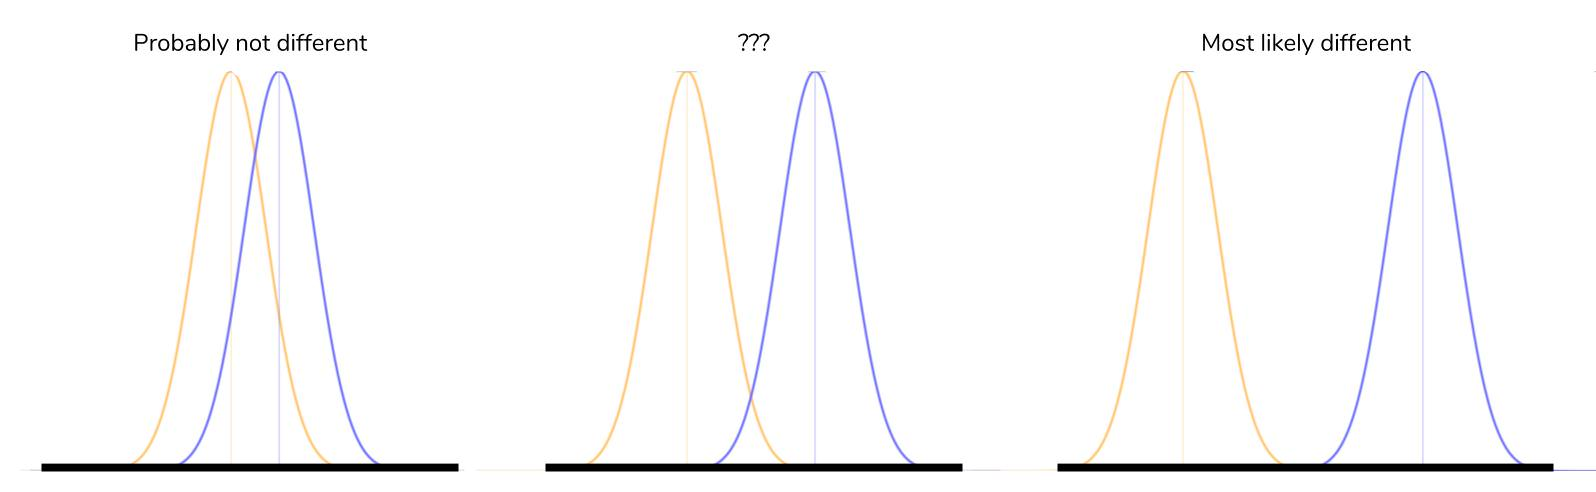 Probably not different
???
Most likely different